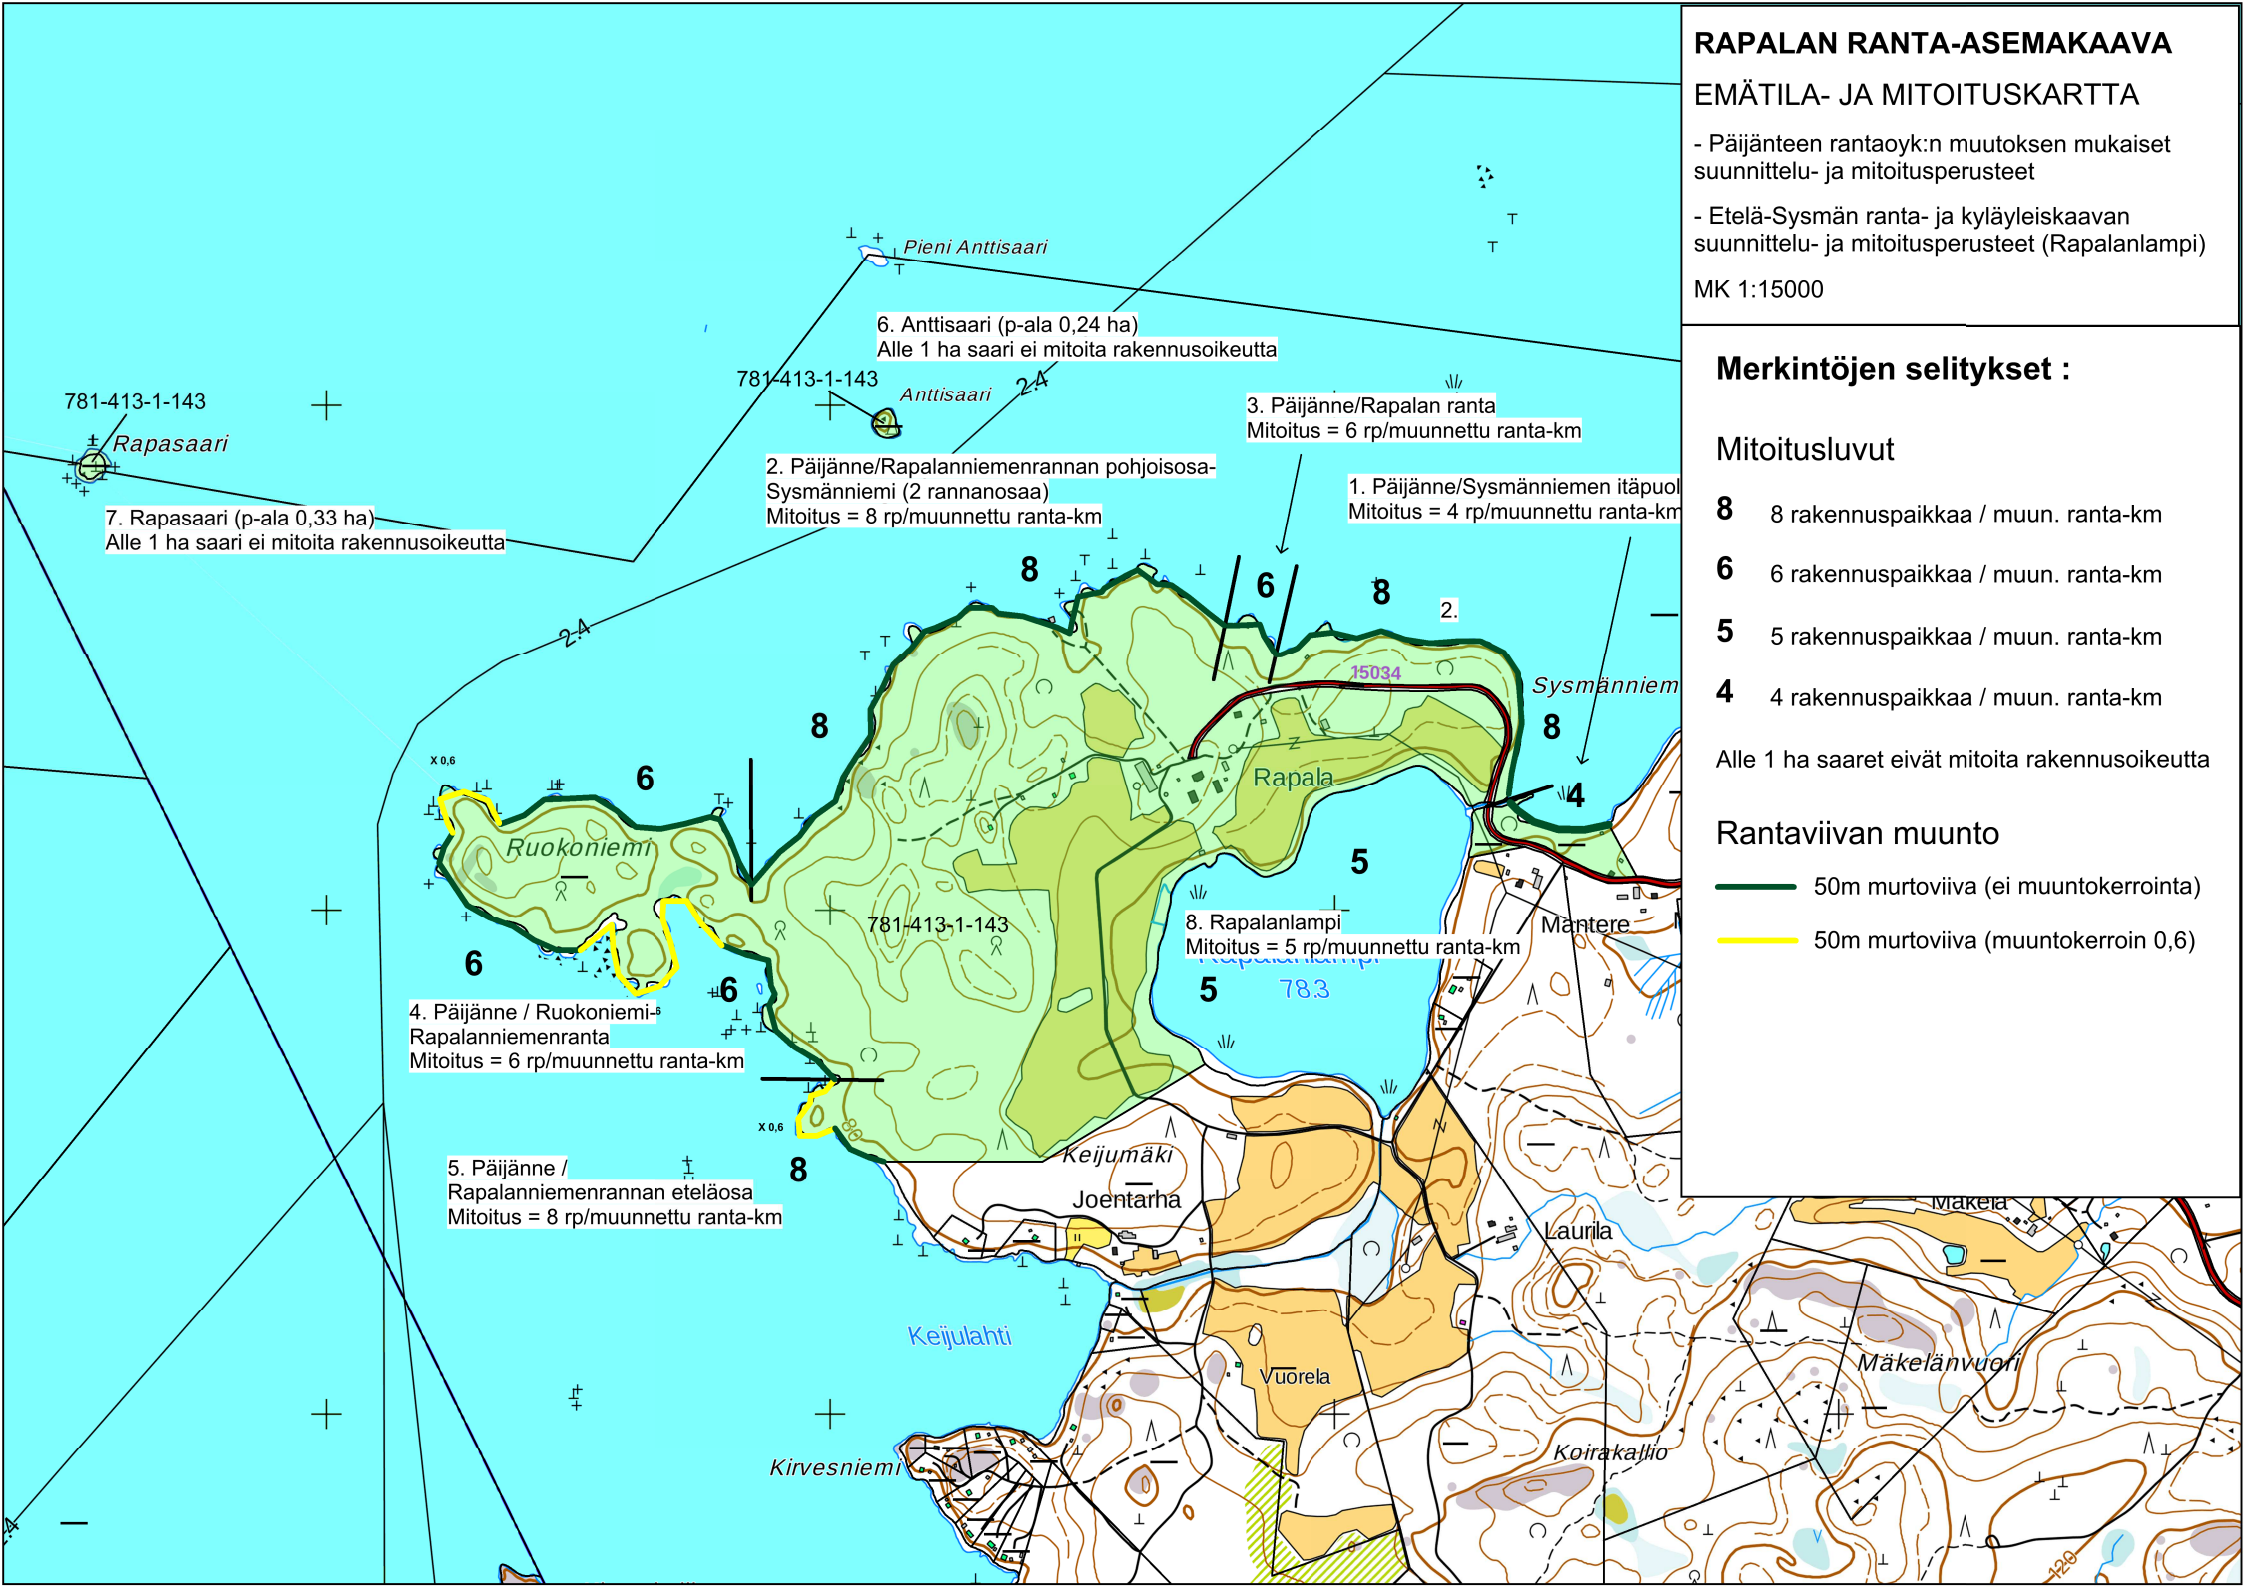 RAPALAN RANTA-ASEMAKAAVA
EMÄTILA- JA MITOITUSKARTTA
- Päijänteen rantaoyk:n muutoksen mukaiset
suunnittelu- ja mitoitusperusteet
- Etelä-Sysmän ranta- ja kyläyleiskaavan
suunnittelu- ja mitoitusperusteet (Rapalanlampi)
MK 1:15000
Merkintöjen selitykset :
Mitoitusluvut
8 8 rakennuspaikkaa / muun. ranta-km
6 6 rakennuspaikkaa / muun. ranta-km
5 5 rakennuspaikkaa / muun. ranta-km
4 4 rakennuspaikkaa / muun. ranta-km
Alle 1 ha saaret eivät mitoita rakennusoikeutta
Rantaviivan muunto
50m murtoviiva (ei muuntokerrointa)
50m murtoviiva (muuntokerroin 0,6)
Pieni Anttisaari
6. Anttisaari (p-ala 0,24 ha)
Alle 1 ha saari ei mitoita rakennusoikeutta
781-413-1-143
Anttisaari
2.4
781-413-1-143
Rapasaari
3. Päijänne/Rapalan ranta
Mitoitus = 6 rp/muunnettu ranta-km
2. Päijänne/Rapalanniemenrannan pohjoisosa-
Sysmänniemi (2 rannanosaa)
Mitoitus = 8 rp/muunnettu ranta-km
1. Päijänne/Sysmänniemen itäpuol
Mitoitus = 4 rp/muunnettu ranta-km
7. Rapasaari (p-ala 0,33 ha)
Alle 1 ha saari ei mitoita rakennusoikeutta
8
6
8
2.
2.4
15034
Sysmänniem
8
8
X 0,6
6
Rapala
4
Ruokoniemi
5
781-413-1-143
8. Rapalanlampi
Mitoitus = 5 rp/muunnettu ranta-km
Mantere
6
6
5
78.3
4. Päijänne / Ruokoniemi-
Rapalanniemenranta
Mitoitus = 6 rp/muunnettu ranta-km
X 0,6
80
8
5. Päijänne /
Rapalanniemenrannan eteläosa
Mitoitus = 8 rp/muunnettu ranta-km
Keijumäki
Joentarha
Laurila
Mäkelä
Keijulahti
Vuorela
Mäkelänvuori
Koirakallio
Kirvesniemi
120